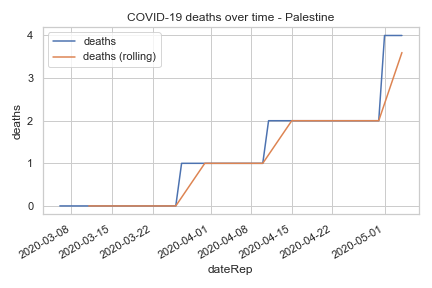 COVID-19 deaths over time - Palestine
deaths
deaths (rolling)
deaths
4
3
2
1
0
2020-03-08
2020-03-15
2020-03-22
2020-04-01
2020-04-08
2020-04-15
2020-04-22
2020-05-01
dateRep